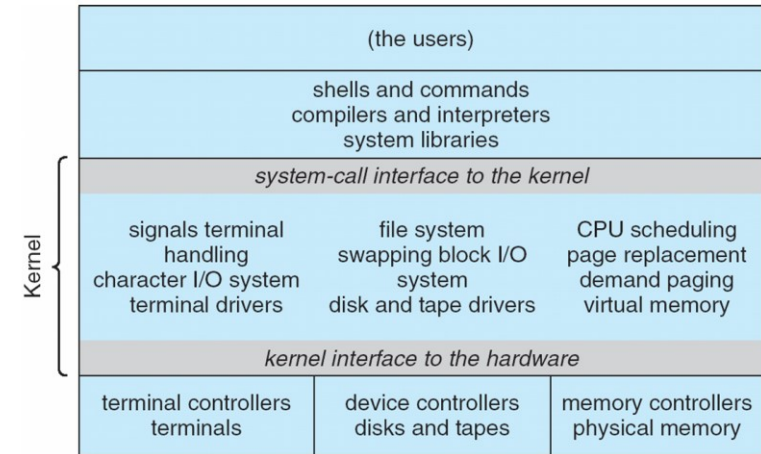 (the users)
shells and commands
compilers and interpreters
system libraries
Kernel
system-call interface to the kernel
signals terminal
handling
character I/O system
terminal drivers
file system
swapping block I/O
system
disk and tape drivers
CPU scheduling
page replacement
demand paging
virtual memory
kernel interface to the hardware
terminal controllers
terminals
device controllers
disks and tapes
memory controllers
physical memory